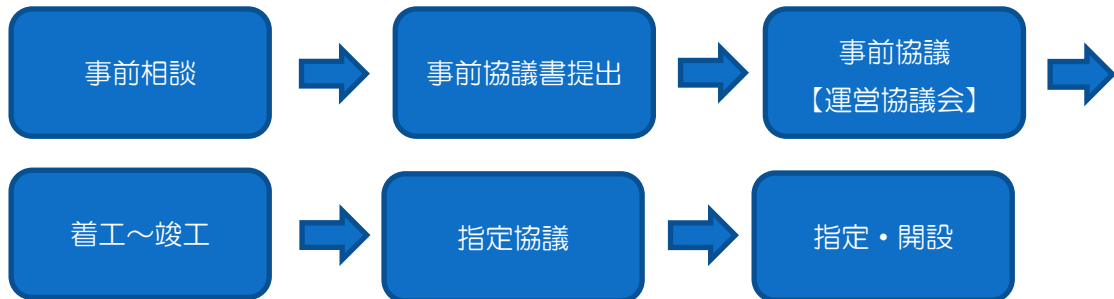 事前相談
事前協議書提出
事前協議
【運営協議会】
着工～竣工
指定協議
指定・開設